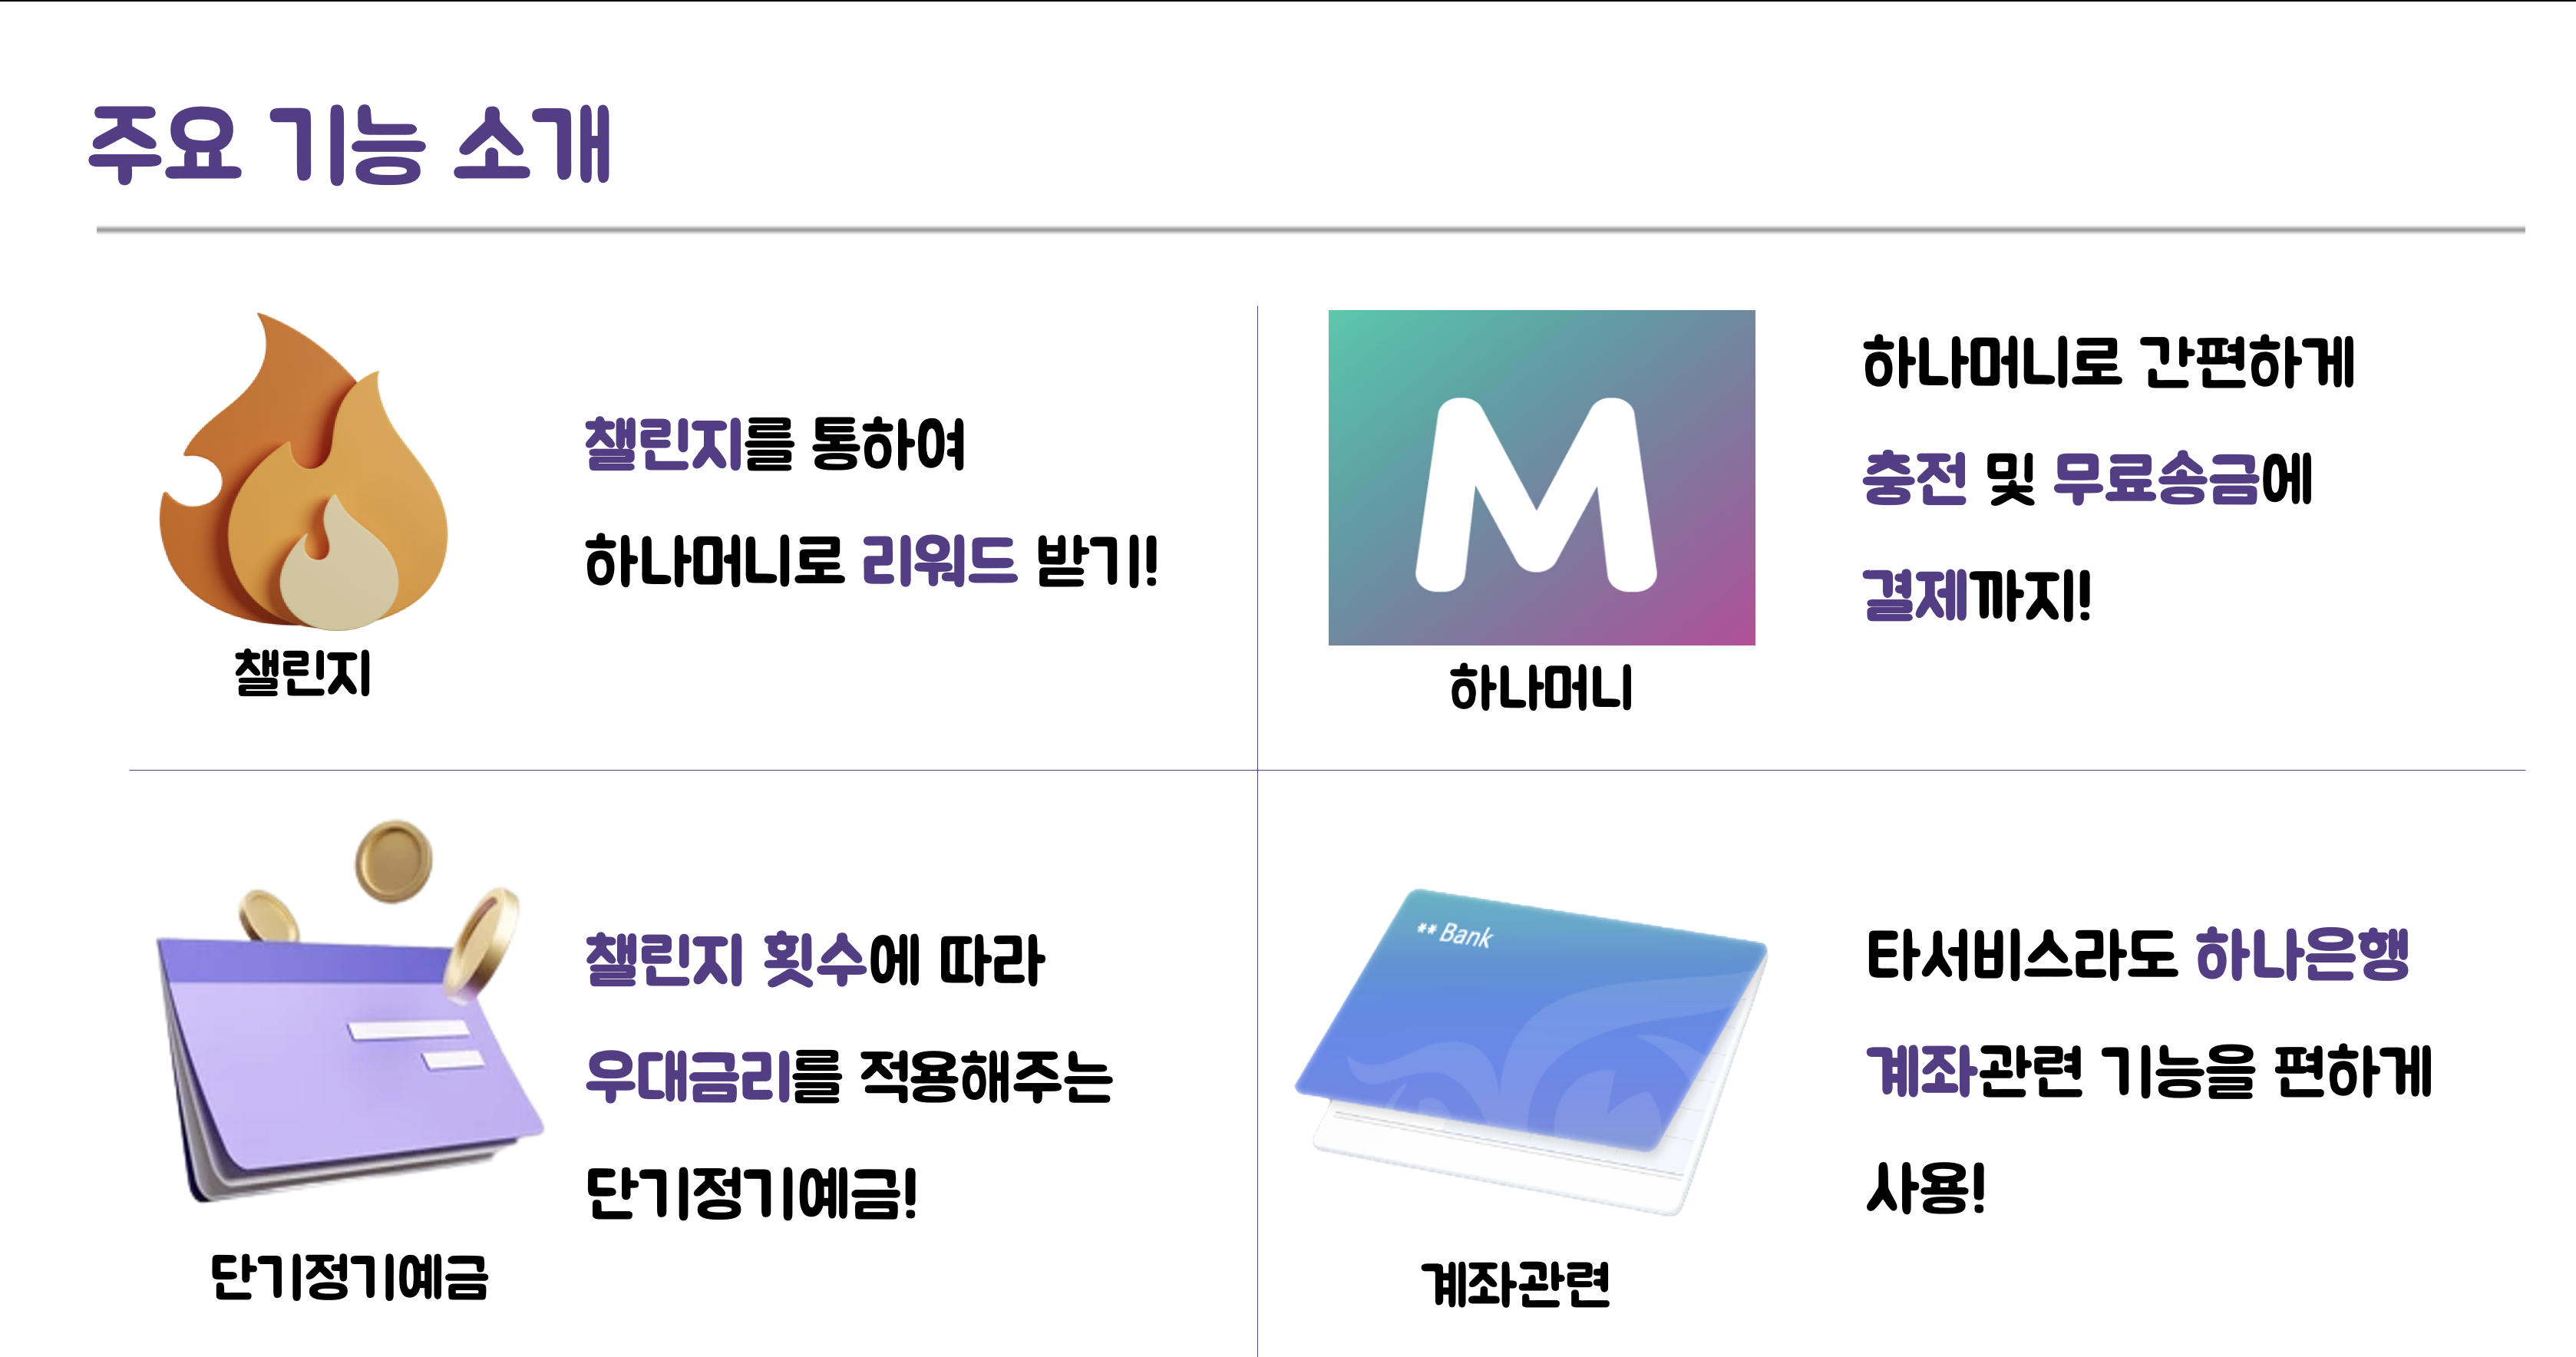 주요 기능 소개
챌린지를 통하여
하나머니로 리워드 받기!
챌린지
M
하나머니로 간편하게
충전 및 무료송금에
결제까지!
하나머니
챌린지 횟수에 따라
우대금리를 적용해주는
단기정기예금!
단기정기예금
** Bank
타서비스라도 하나은행
계좌관련 기능을 편하게
사용!
계좌관련